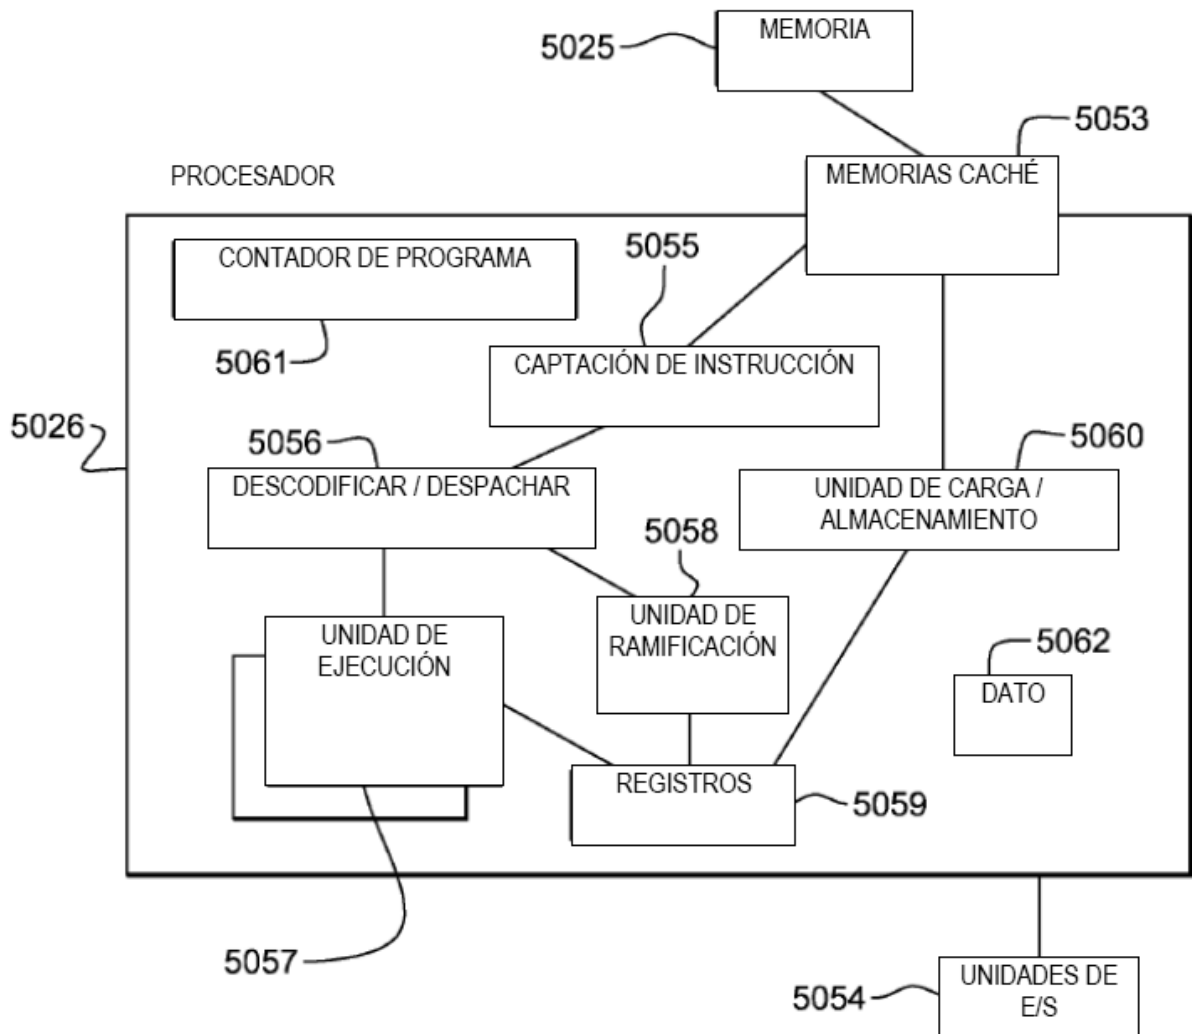 MEMORIA
5025
5053
MEMORIAS CACHÉ
PROCESADOR
CONTADOR DE PROGRAMA
5055
5061
CAPTACIÓN DE INSTRUCCIÓN
5026
5056
5060
DESCODIFICAR / DESPACHAR
UNIDAD DE CARGA /
ALMACENAMIENTO
5058
UNIDAD DE
EJECUCIÓN
UNIDAD DE
RAMIFICACIÓN
5062
DATO
REGISTROS
5059
5057
5054
UNIDADES DE
E/S